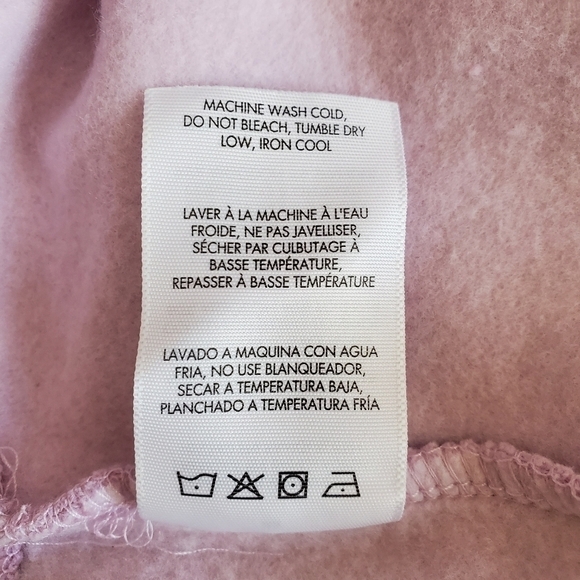 MACHINE WASH COLD,
DO NOT BLEACH, TUMBLE DRY
LOW, IRON COOL
LAVER À LA MACHINE À L'EAU
FROIDE, NE PAS JAVELLISER,
SÉCHER PAR CULBUTAGE À
BASSE TEMPÉRATURE,
REPASSER À BASSE TEMPÉRATURE
LAVADO A MAQUINA CON AGUA
FRIA, NO USE BLANQUEADOR,
SECAR A TEMPERATURA BAJA,
PLANCHADO A TEMPERATURA FRÍA